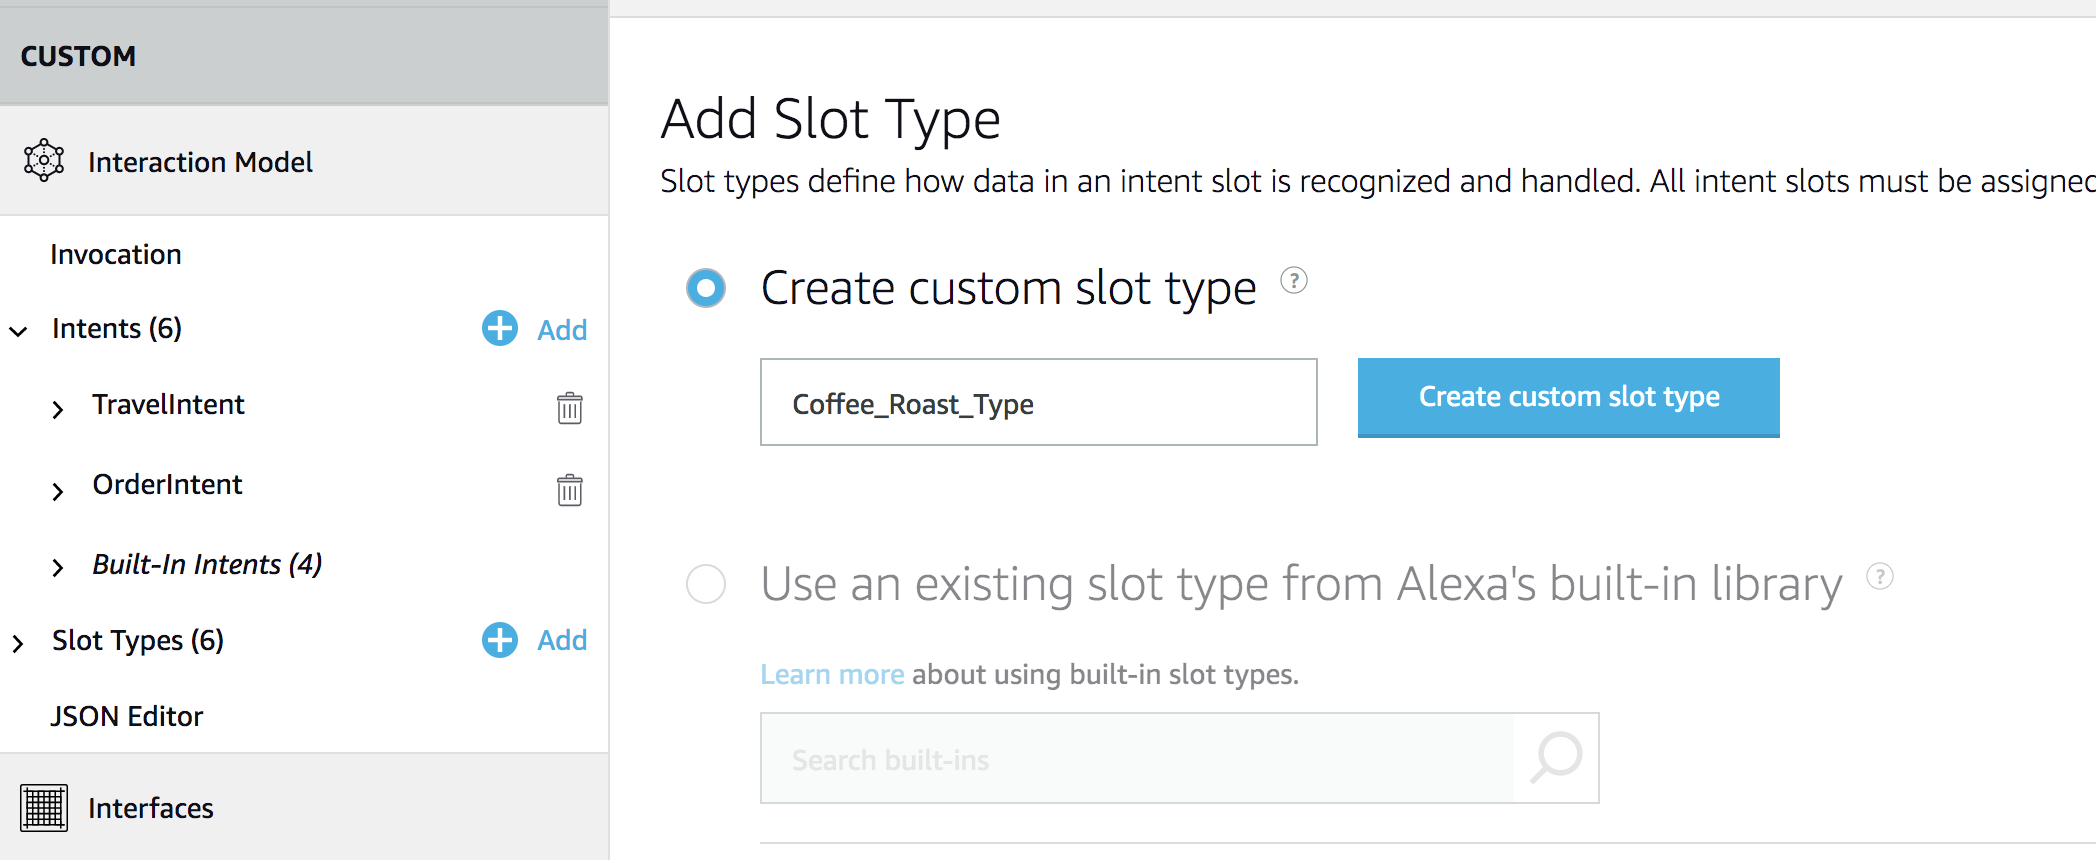 CUSTOM
Interaction Model
Invocation
Intents (6)
Add
TravelIntent
OrderIntent
Built-In Intents (4)
Slot Types (6)
Add
JSON Editor
Interfaces
Add Slot Type
Slot types define how data in an intent slot is recognized and handled. All intent slots must be assigned
Create custom slot type ?
Coffee_Roast_Type
Create custom slot type
Use an existing slot type from Alexa's built-in library ?
Learn more about using built-in slot types.
Search built-ins